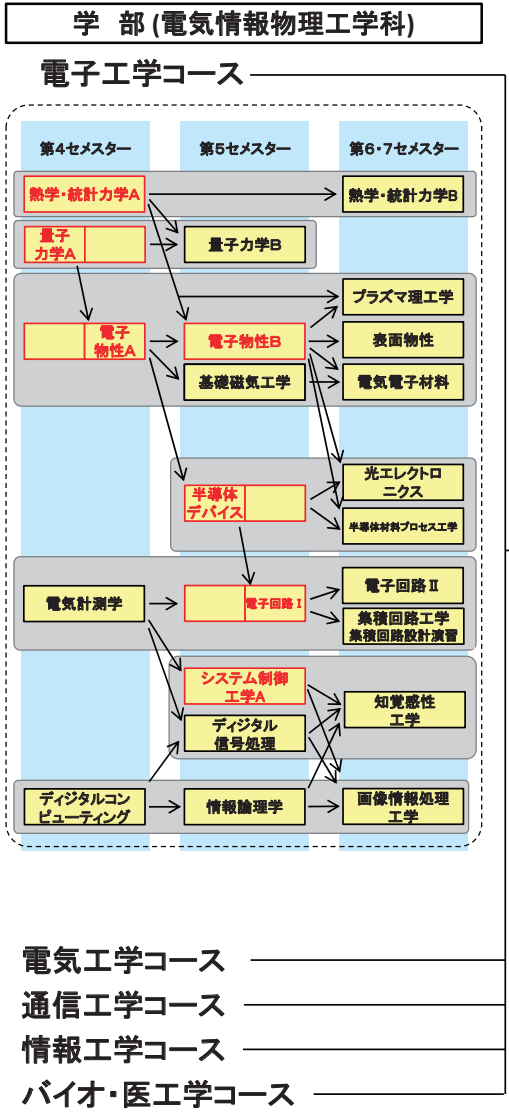 学 部 (電気情報物理工学科)
電子工学コース
第4セメスター
第5セメスター
第6・7セメスター
熱学・統計力学A
熱学・統計力学B
量子
力学A
量子力学B
プラズマ理工学
電子
物性A
電子物性B
表面物性
基礎磁気工学
電気電子材料
光エレクトロ
ニクス
半導体
デバイス
半導体材料プロセス工学
電気計測学
電子回路Ⅰ
電子回路Ⅱ
集積回路工学
集積回路設計演習
システム制御
工学A
ディジタル
信号処理
知覚感性
工学
ディジタルコン
ピューティング
情報論理学
画像情報処理
工学
電気工学コース
通信工学コース
情報工学コース
バイオ・医工学コース